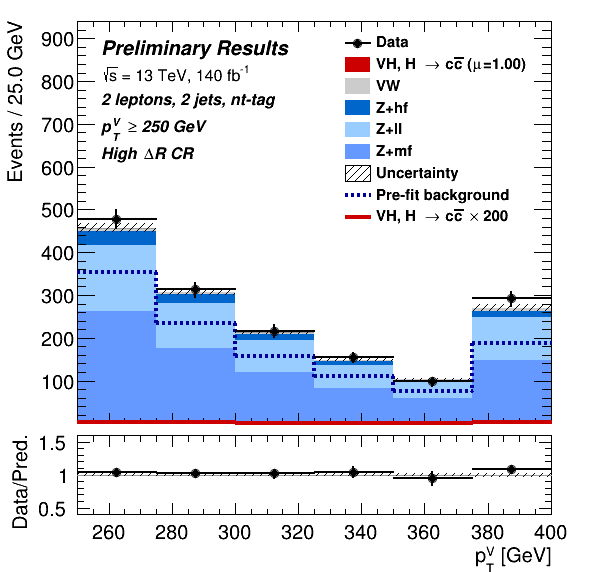 Events / 25.0 GeV
900
800
700
600
500
400
300
200
100
Preliminary Results
√s = 13 TeV, 140 fb⁻¹
2 leptons, 2 jets, nt-tag
p_T^V ≥ 250 GeV
High ΔR CR
Data
VH, H → cc̅ (μ=1.00)
VW
Z+hf
Z+ll
Z+mf
Uncertainty
Pre-fit background
VH, H → cc̅ × 200
Data/Pred.
1.5
1
0.5
260 280 300 320 340 360 380 400
p_T^V [GeV]